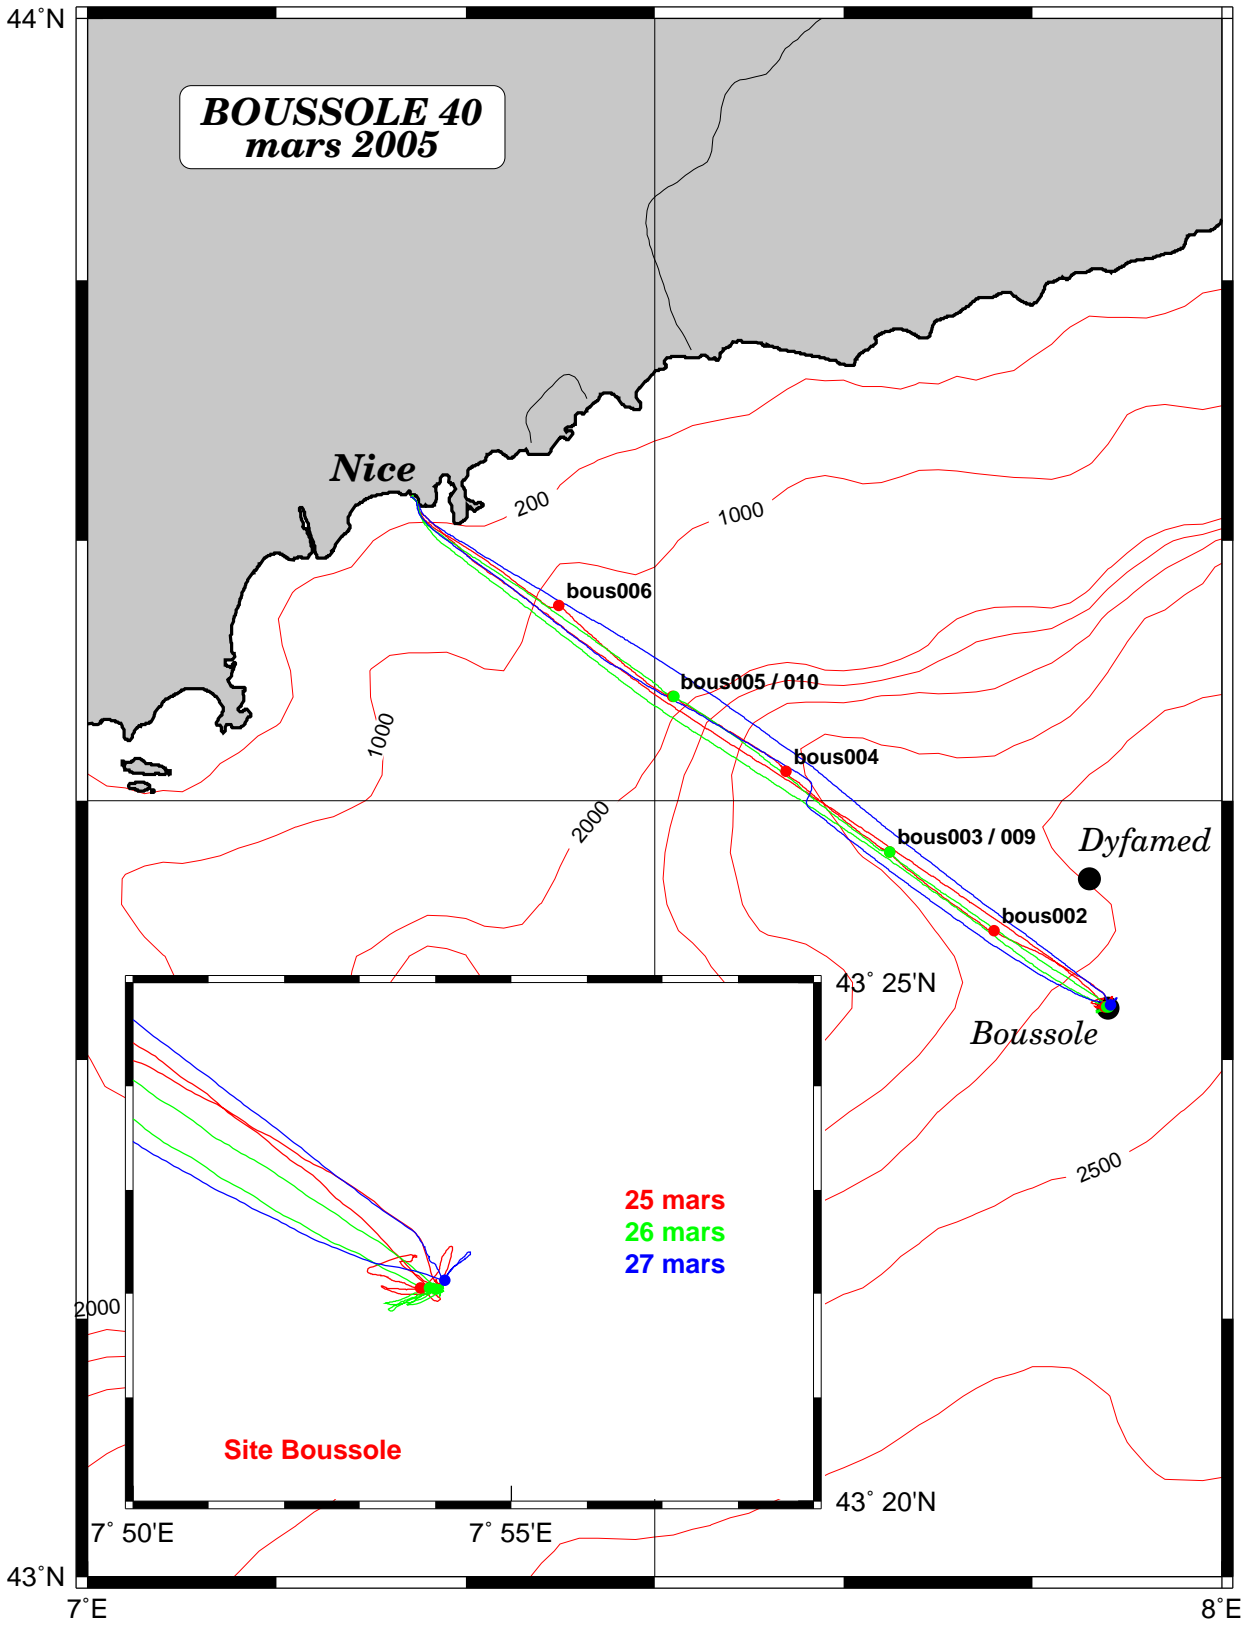 44°N
BOUSSOLE 40
mars 2005
Nice
200
1000
bous006
bous005 / 010
1000
bous004
2000
bous003 / 009
Dyfamed
bous002
43° 25'N
Boussole
2500
25 mars
26 mars
27 mars
2000
Site Boussole
43° 20'N
7° 50'E
7° 55'E
43°N
7°E
8°E